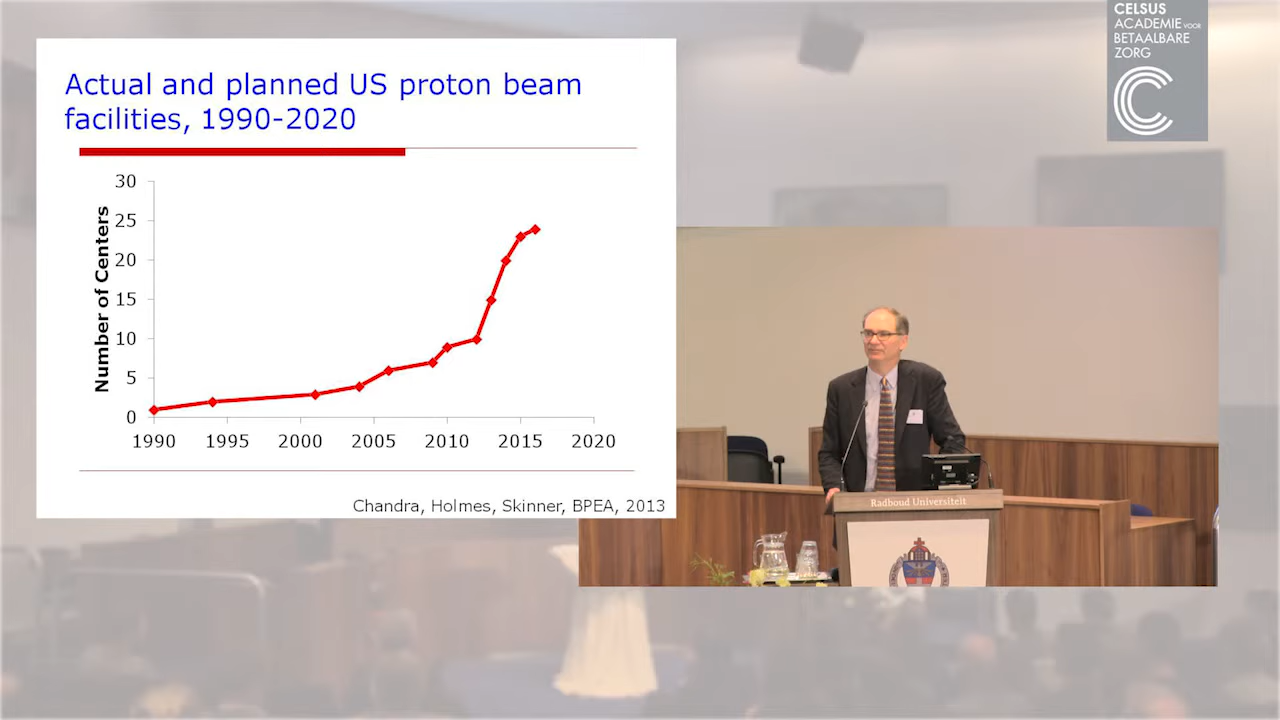 Actual and planned US proton beam
facilities, 1990-2020
30
25
20
15
10
5
0
Number of Centers
1990 1995 2000 2005 2010 2015 2020
Chandra, Holmes, Skinner, BPEA, 2013
CELSUS
ACADEMIE VOOR
BETAALBARE
ZORG
Radboud Universiteit